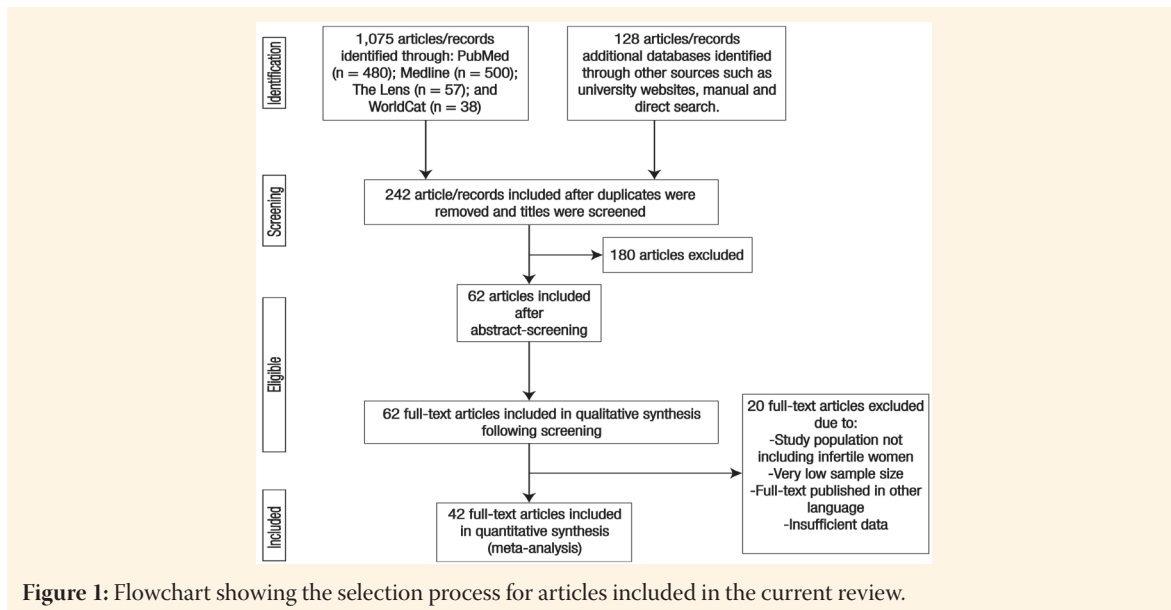 Identification
1,075 articles/records
identified through: PubMed
(n = 480); Medline (n = 500);
The Lens (n = 57); and
WorldCat (n = 38)
128 articles/records
additional databases identified
through other sources such as
university websites, manual and
direct search.
Screening
242 article/records included after duplicates were
removed and titles were screened
180 articles excluded
Eligible
62 articles included
after
abstract-screening
62 full-text articles included in qualitative synthesis
following screening
20 full-text articles excluded
due to:
-Study population not
including infertile women
-Very low sample size
-Full-text published in other
language
-Insufficient data
Included
42 full-text articles included
in quantitative synthesis
(meta-analysis)
Figure 1: Flowchart showing the selection process for articles included in the current review.